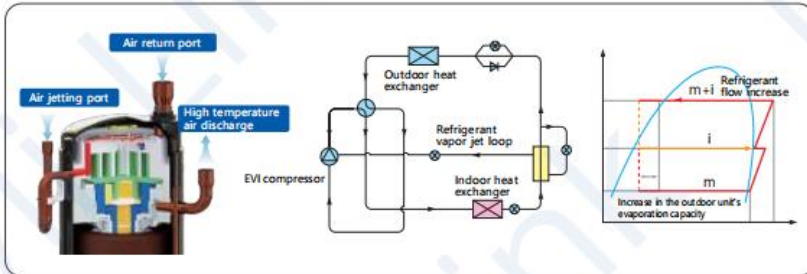 Air return port
Air jetting port
High temperature
air discharge
EVI compressor
Outdoor heat
exchanger
Refrigerant
vapor jet loop
Indoor heat
exchanger
m+i
Refrigerant
flow increase
i
m
Increase in the outdoor unit's
evaporation capacity